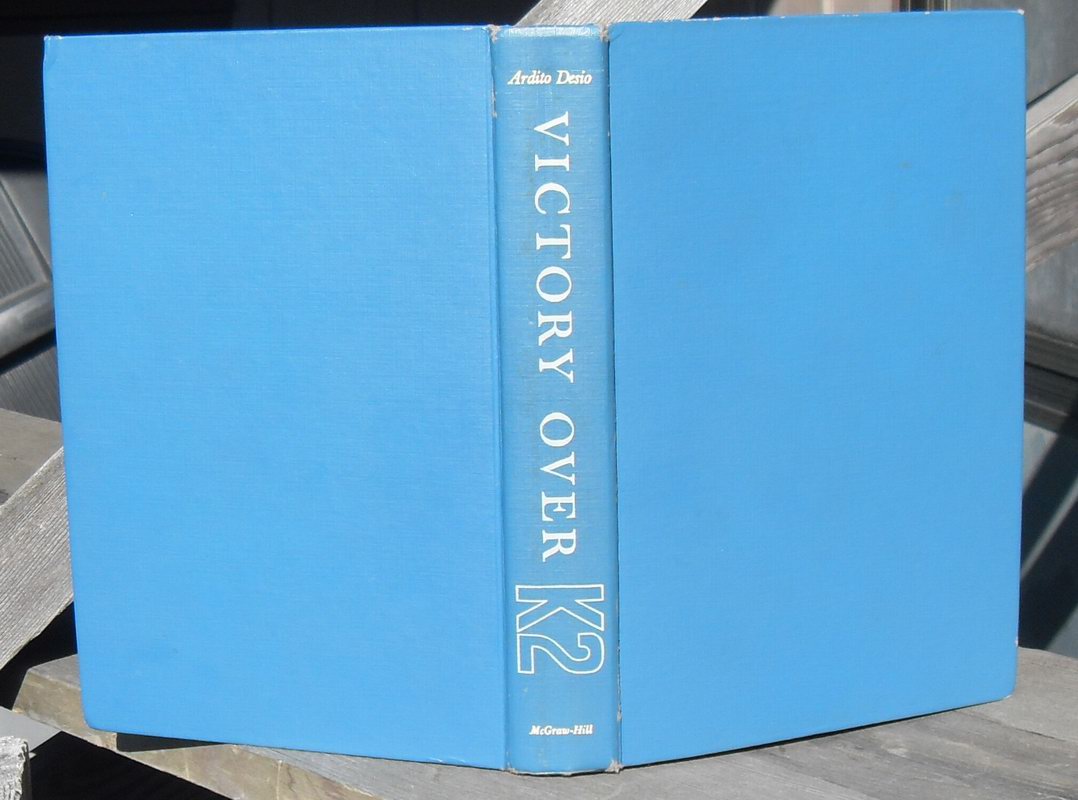 Ardito Desio
VICTORY OVER K2
McGraw-Hill